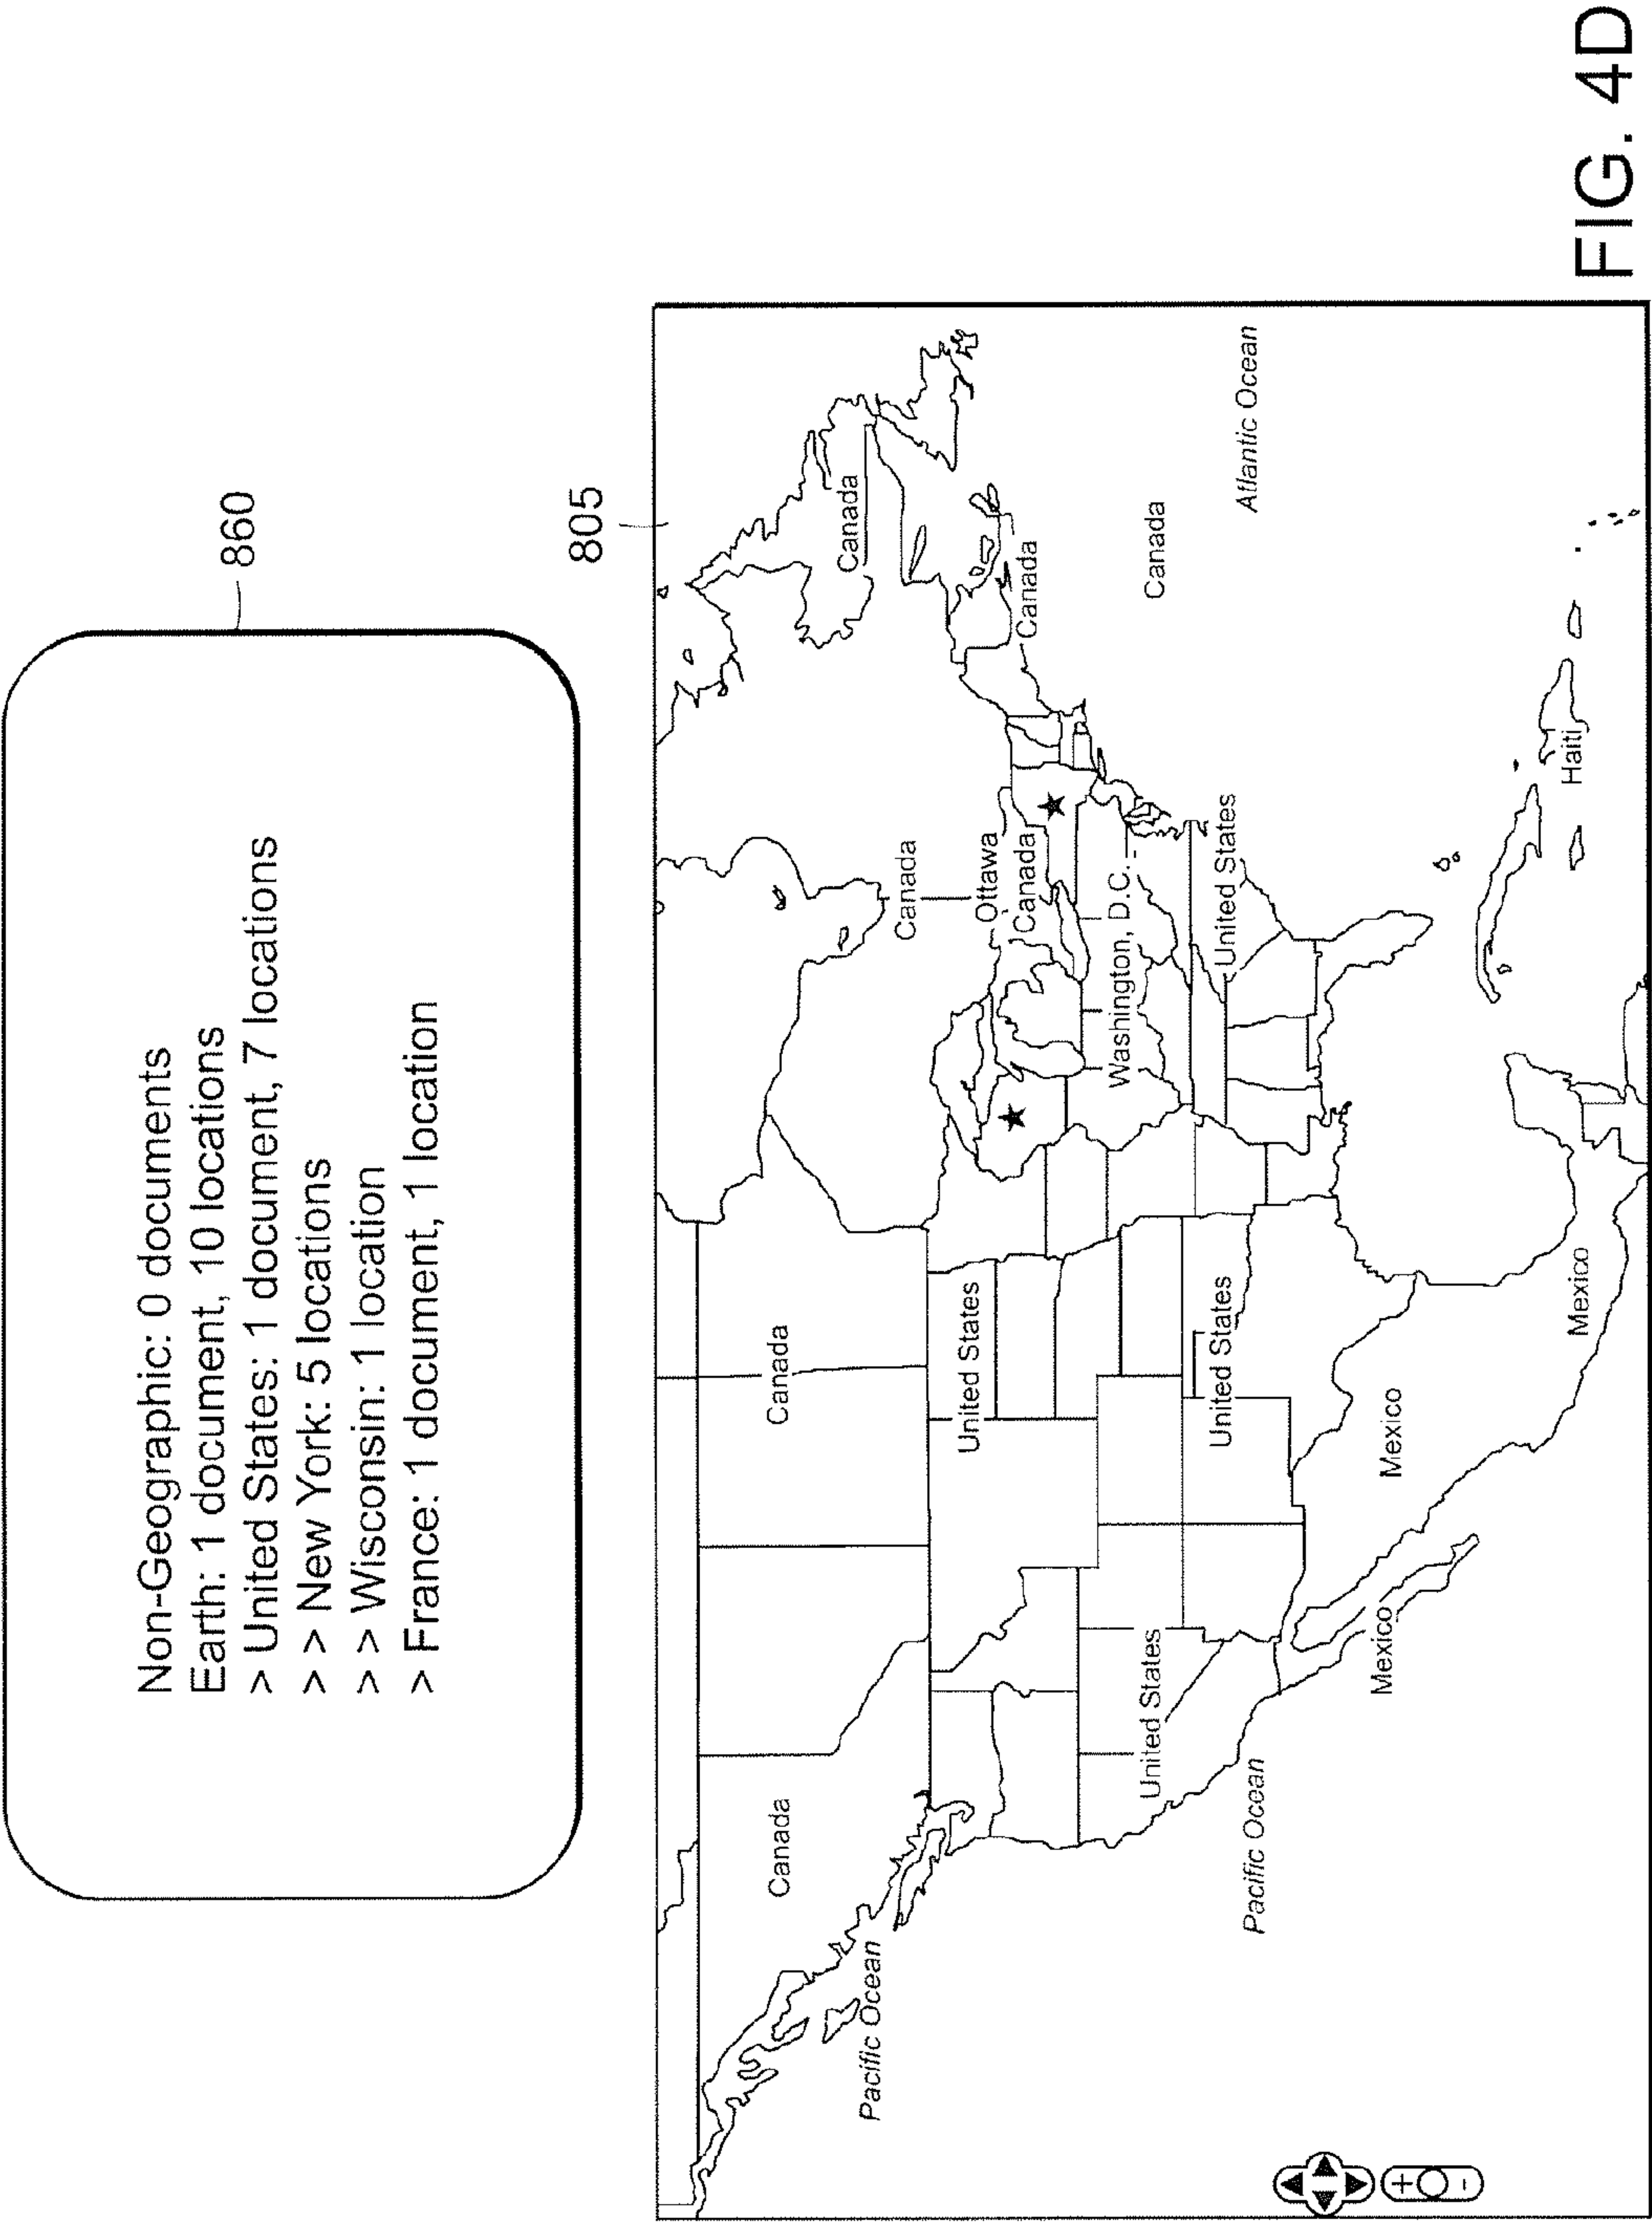 Non-Geographic: 0 documents
Earth: 1 document, 10 locations
> United States: 1 document, 7 locations
> > New York: 5 locations
> > Wisconsin: 1 location
> France: 1 document, 1 location
860
805
Canada
Canada
Canada
Canada
Pacific Ocean
United States
Ottawa
Canada
Canada
Washington, D.C.
United States
Canada
United States
United States
Pacific Ocean
Atlantic Ocean
Mexico
Mexico
Mexico
Haiti
+
-
FIG. 4D